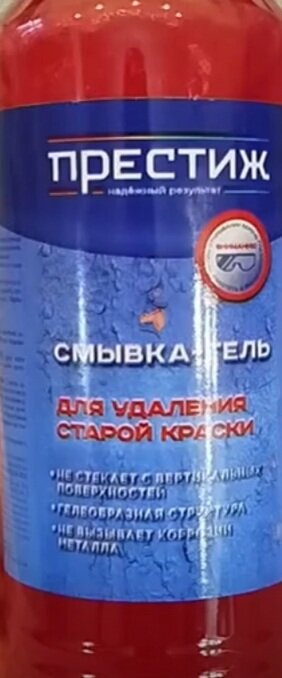 ПРЕСТИЖ
надёжный результат
ВНИМАНИЕ!
СМЫВКА-ГЕЛЬ
ДЛЯ УДАЛЕНИЯ
СТАРОЙ КРАСКИ
• НЕ СТЕКАЕТ С ВЕРТИКАЛЬНЫХ
ПОВЕРХНОСТЕЙ
• ГЕЛЕОБРАЗНАЯ СТРУКТУРА
• НЕ ВЫЗЫВАЕТ КОРРОЗИИ
МЕТАЛЛА